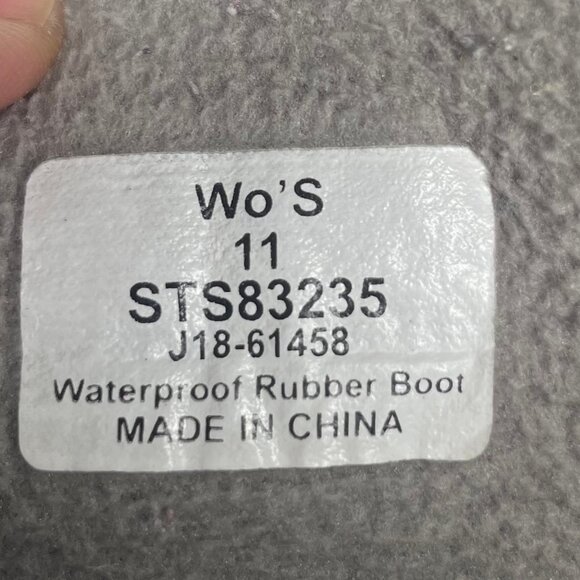 Wo'S
11
STS83235
J18-61458
Waterproof Rubber Boot
MADE IN CHINA